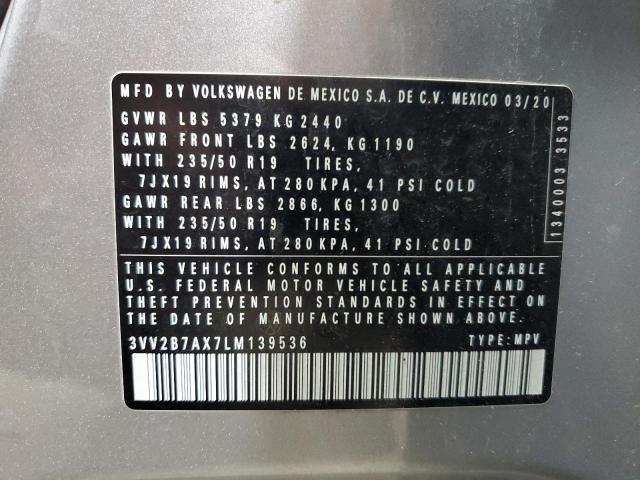 MFD BY VOLKSWAGEN DE MEXICO S.A. DE C.V. MEXICO 03/20
GVWR LBS 5379 KG 2440
GAWR FRONT LBS 2624, KG 1190
WITH 235/50 R19 TIRES,
7JX19 RIMS, AT 280 KPA, 41 PSI COLD
GAWR REAR LBS 2866, KG 1300
WITH 235/50 R19 TIRES,
7JX19 RIMS, AT 280 KPA, 41 PSI COLD
1340003 3533
THIS VEHICLE CONFORMS TO ALL APPLICABLE
U.S. FEDERAL MOTOR VEHICLE SAFETY AND
THEFT PREVENTION STANDARDS IN EFFECT ON
THE DATE OF MANUFACTURE SHOWN ABOVE
3VV2B7AX7LM139536 TYPE: MPV